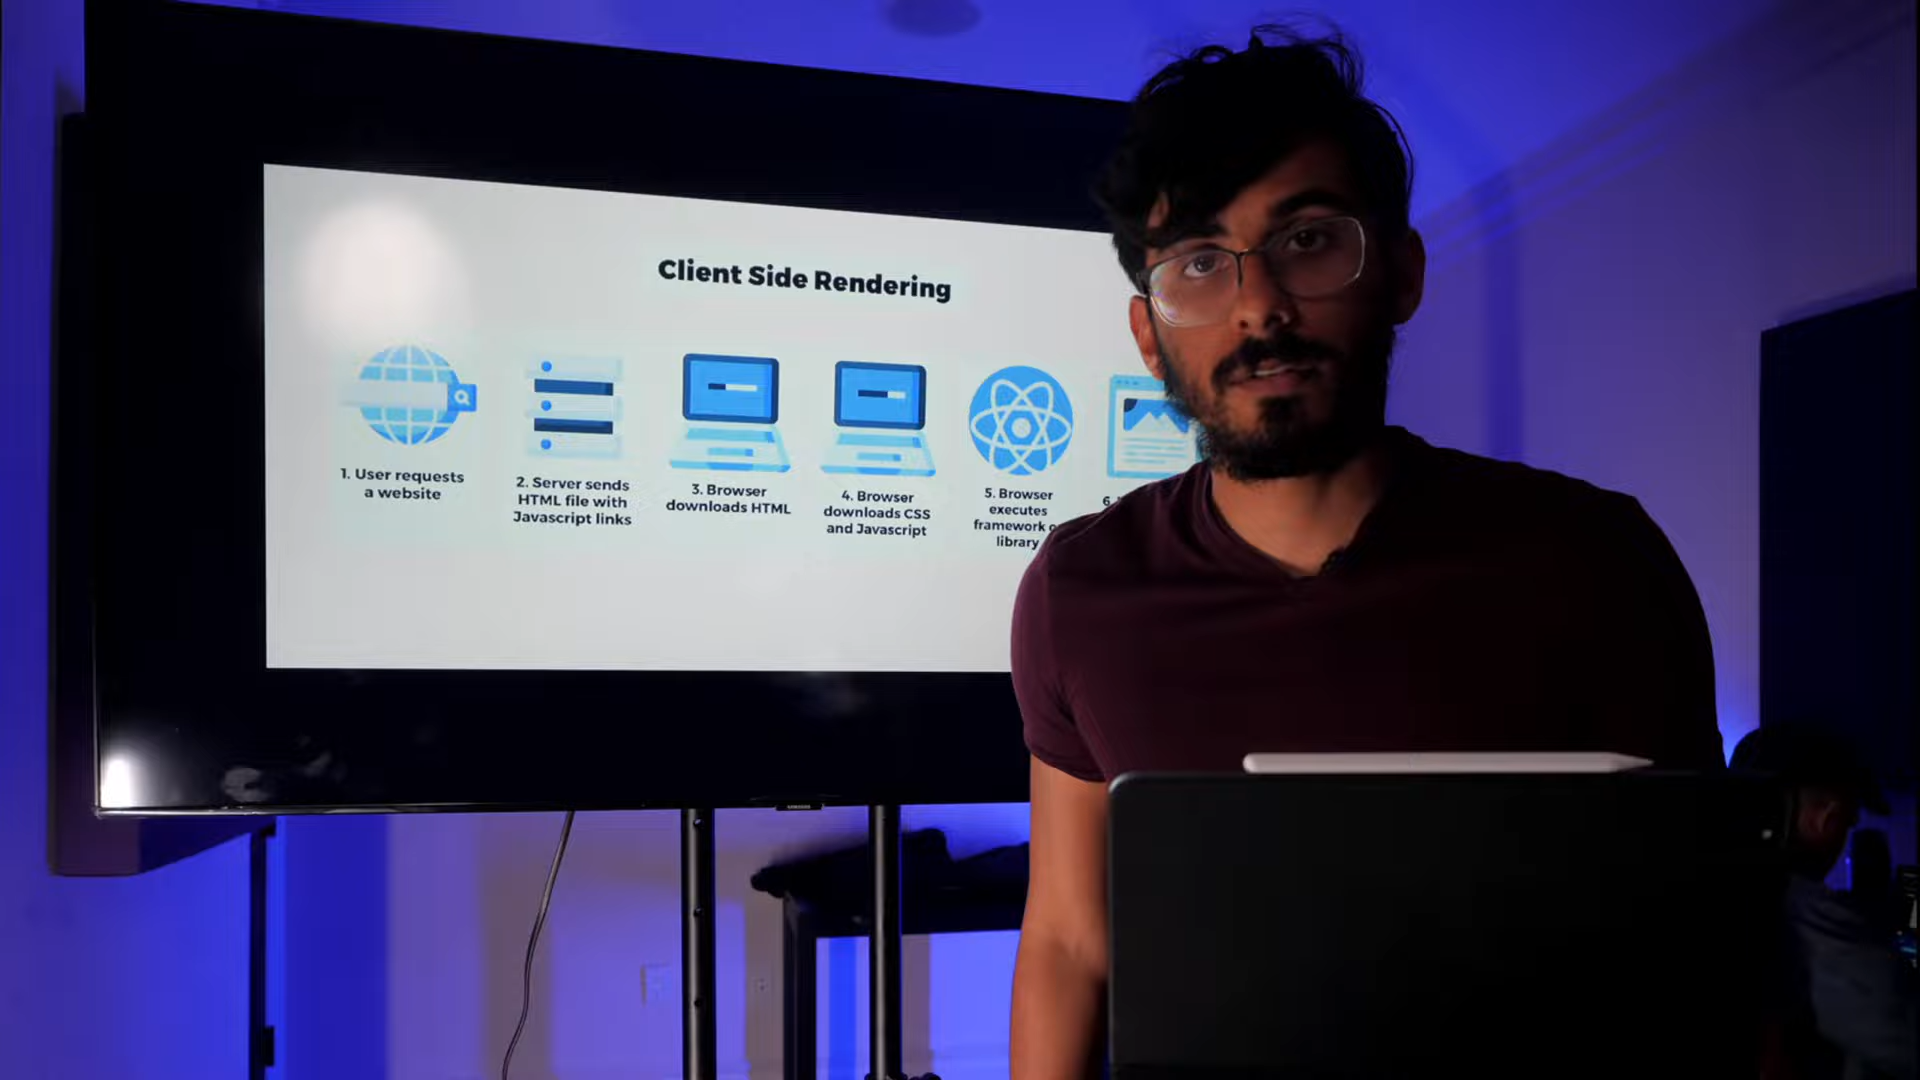 Client Side Rendering
1. User requests
a website
2. Server sends
HTML file with
Javascript links
3. Browser
downloads HTML
4. Browser
downloads CSS
and Javascript
5. Browser
executes
framework
library
6.
SAMSUNG